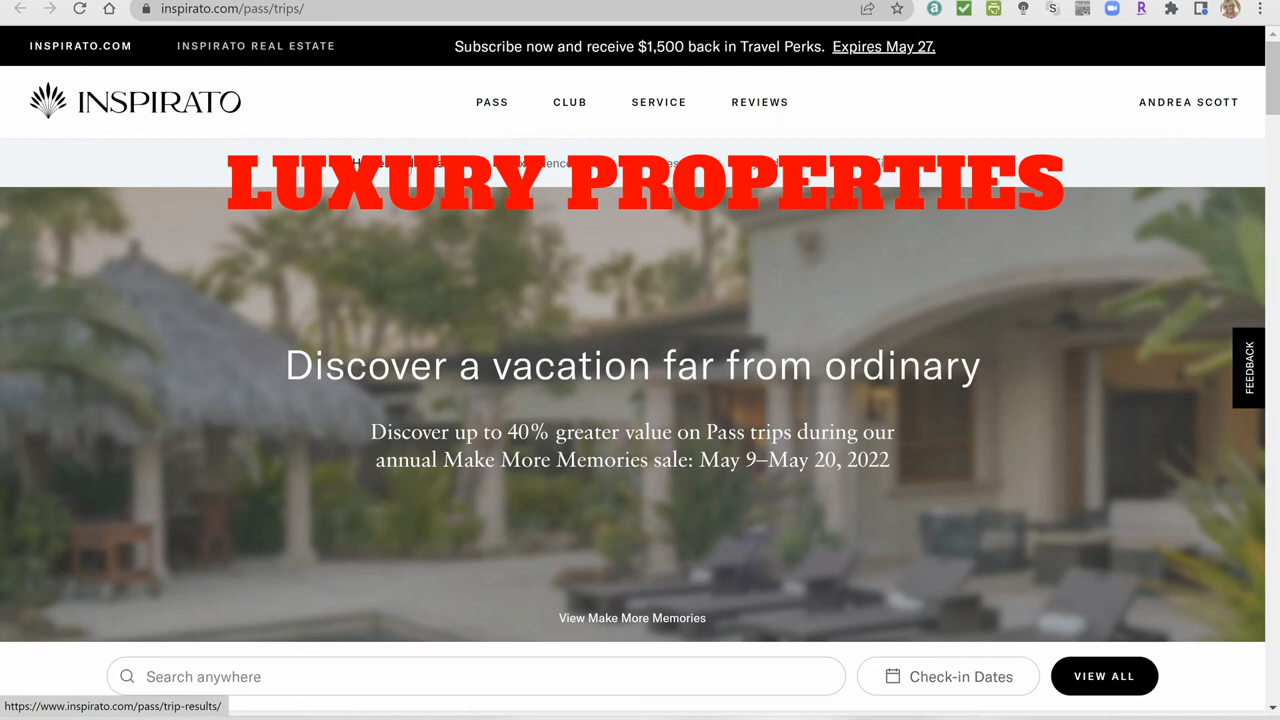 inspirato.com/pass/trips/
INSPIRATO.COM
INSPIRATO REAL ESTATE
Subscribe now and receive $1,500 back in Travel Perks. Expires May 27.
INSPIRATO
PASS
CLUB
SERVICE
REVIEWS
ANDREA SCOTT
LUXURY PROPERTIES
Discover a vacation far from ordinary
Discover up to 40% greater value on Pass trips during our
annual Make More Memories sale: May 9–May 20, 2022
FEEDBACK
View Make More Memories
Search anywhere
Check-in Dates
VIEW ALL
https://www.inspirato.com/pass/trip-results/